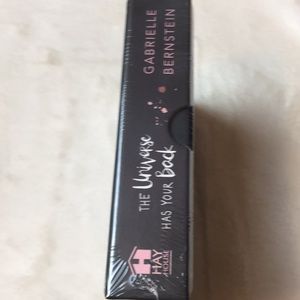 GABRIELLE
BERNSTEIN
THE Universe
HAS YOUR Back
HAY
HOUSE